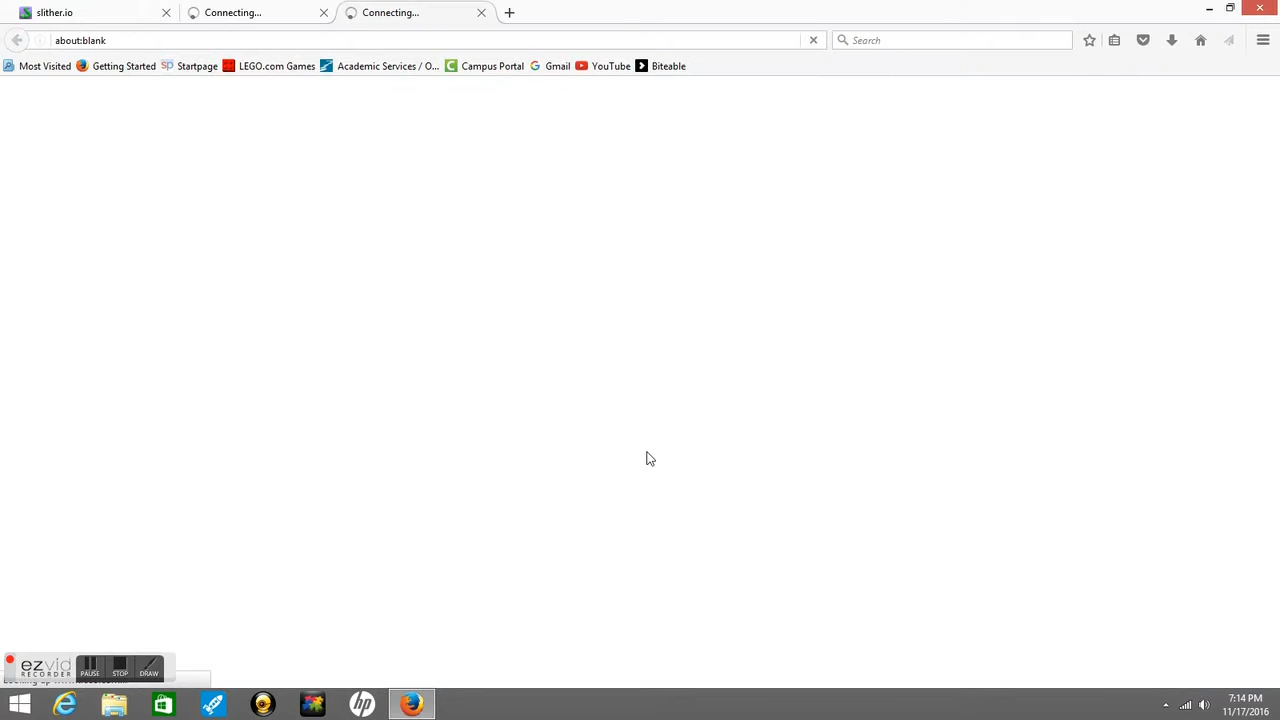 slither.io
Connecting...
Connecting...
about:blank
Search
Most Visited
Getting Started
Startpage
LEGO.com Games
Academic Services / O...
Campus Portal
Gmail
YouTube
Biteable
ezvid
RECORDER
PAUSE
STOP
DRAW
7:14 PM
11/17/2016